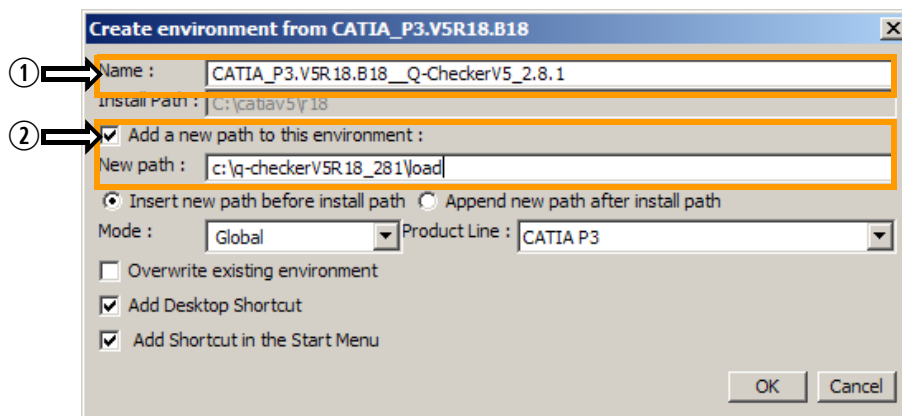 Create environment from CATIA_P3.V5R18.B18
① Name : CATIA_P3.V5R18.B18__Q-CheckerV5_2.8.1
Install Path : C:\catiav5\r18
② Add a new path to this environment :
New path : c:\q-checkerV5R18_281\load
Insert new path before install path Append new path after install path
Mode : Global Product Line : CATIA P3
Overwrite existing environment
Add Desktop Shortcut
Add Shortcut in the Start Menu
OK Cancel